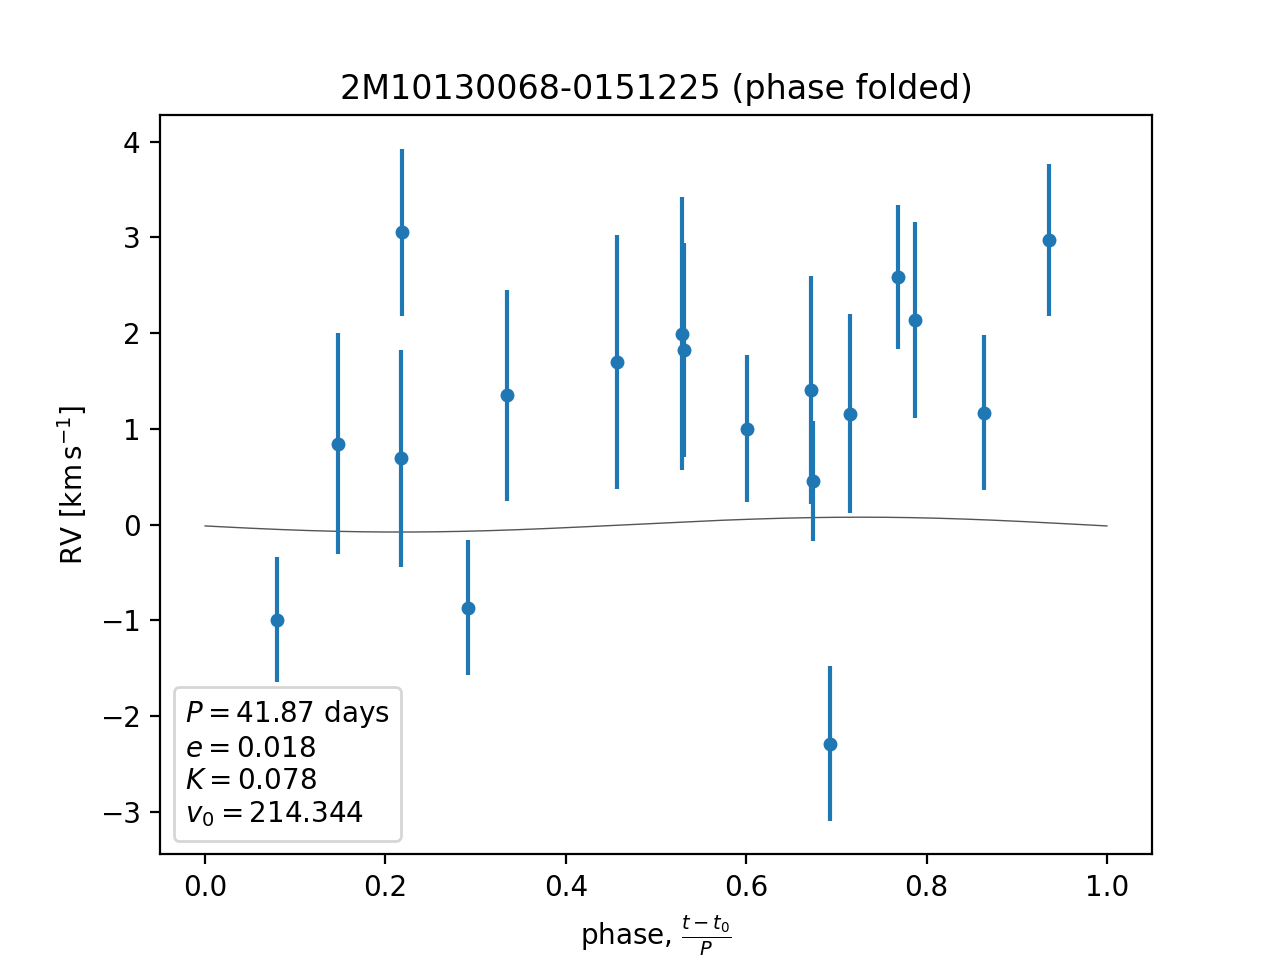 2M10130068-0151225 (phase folded)
4
3
2
1
0
−1
−2
−3
RV [km s⁻¹]
P = 41.87 days
e = 0.018
K = 0.078
v₀ = 214.344
0.0 0.2 0.4 0.6 0.8 1.0
phase, (t − t₀)/P